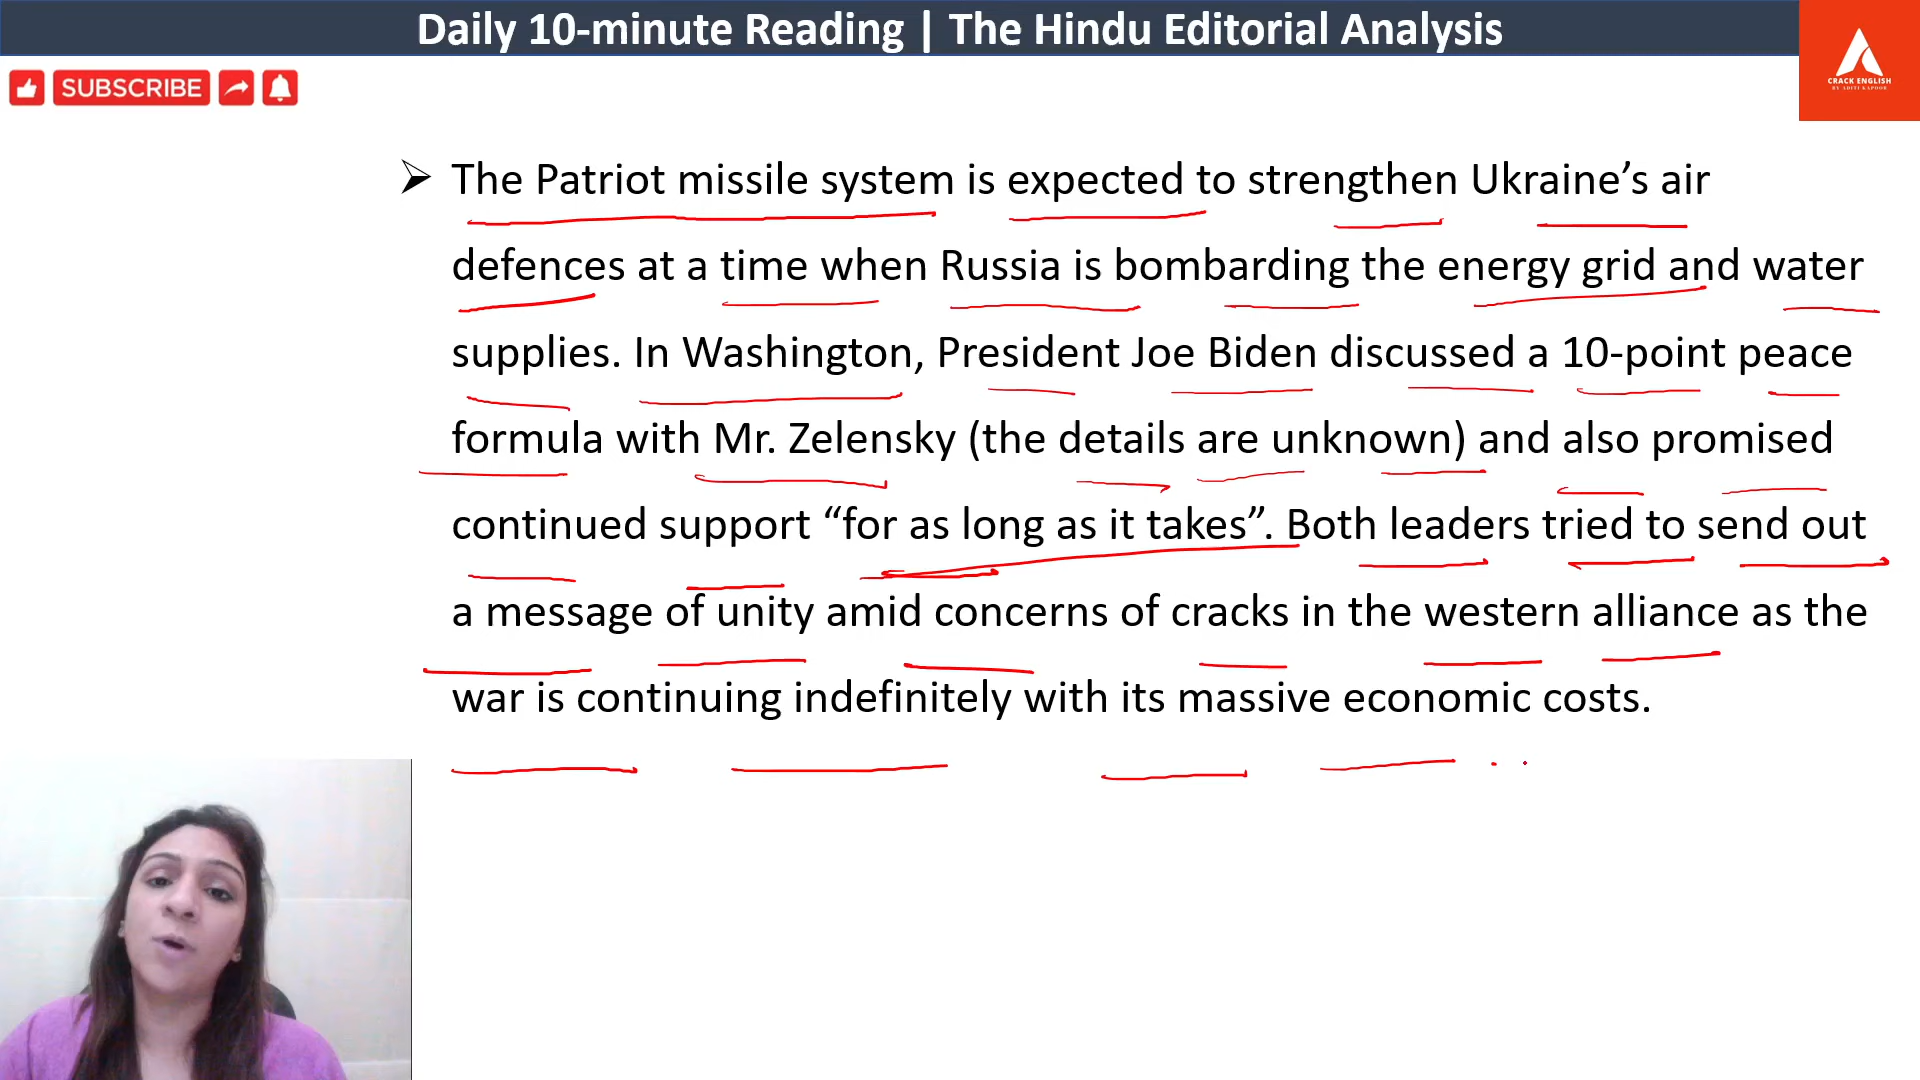 Daily 10-minute Reading | The Hindu Editorial Analysis
SUBSCRIBE
CRACK ENGLISH
BY ADITI KAPOOR
The Patriot missile system is expected to strengthen Ukraine’s air
defences at a time when Russia is bombarding the energy grid and water
supplies. In Washington, President Joe Biden discussed a 10-point peace
formula with Mr. Zelensky (the details are unknown) and also promised
continued support “for as long as it takes”. Both leaders tried to send out
a message of unity amid concerns of cracks in the western alliance as the
war is continuing indefinitely with its massive economic costs.